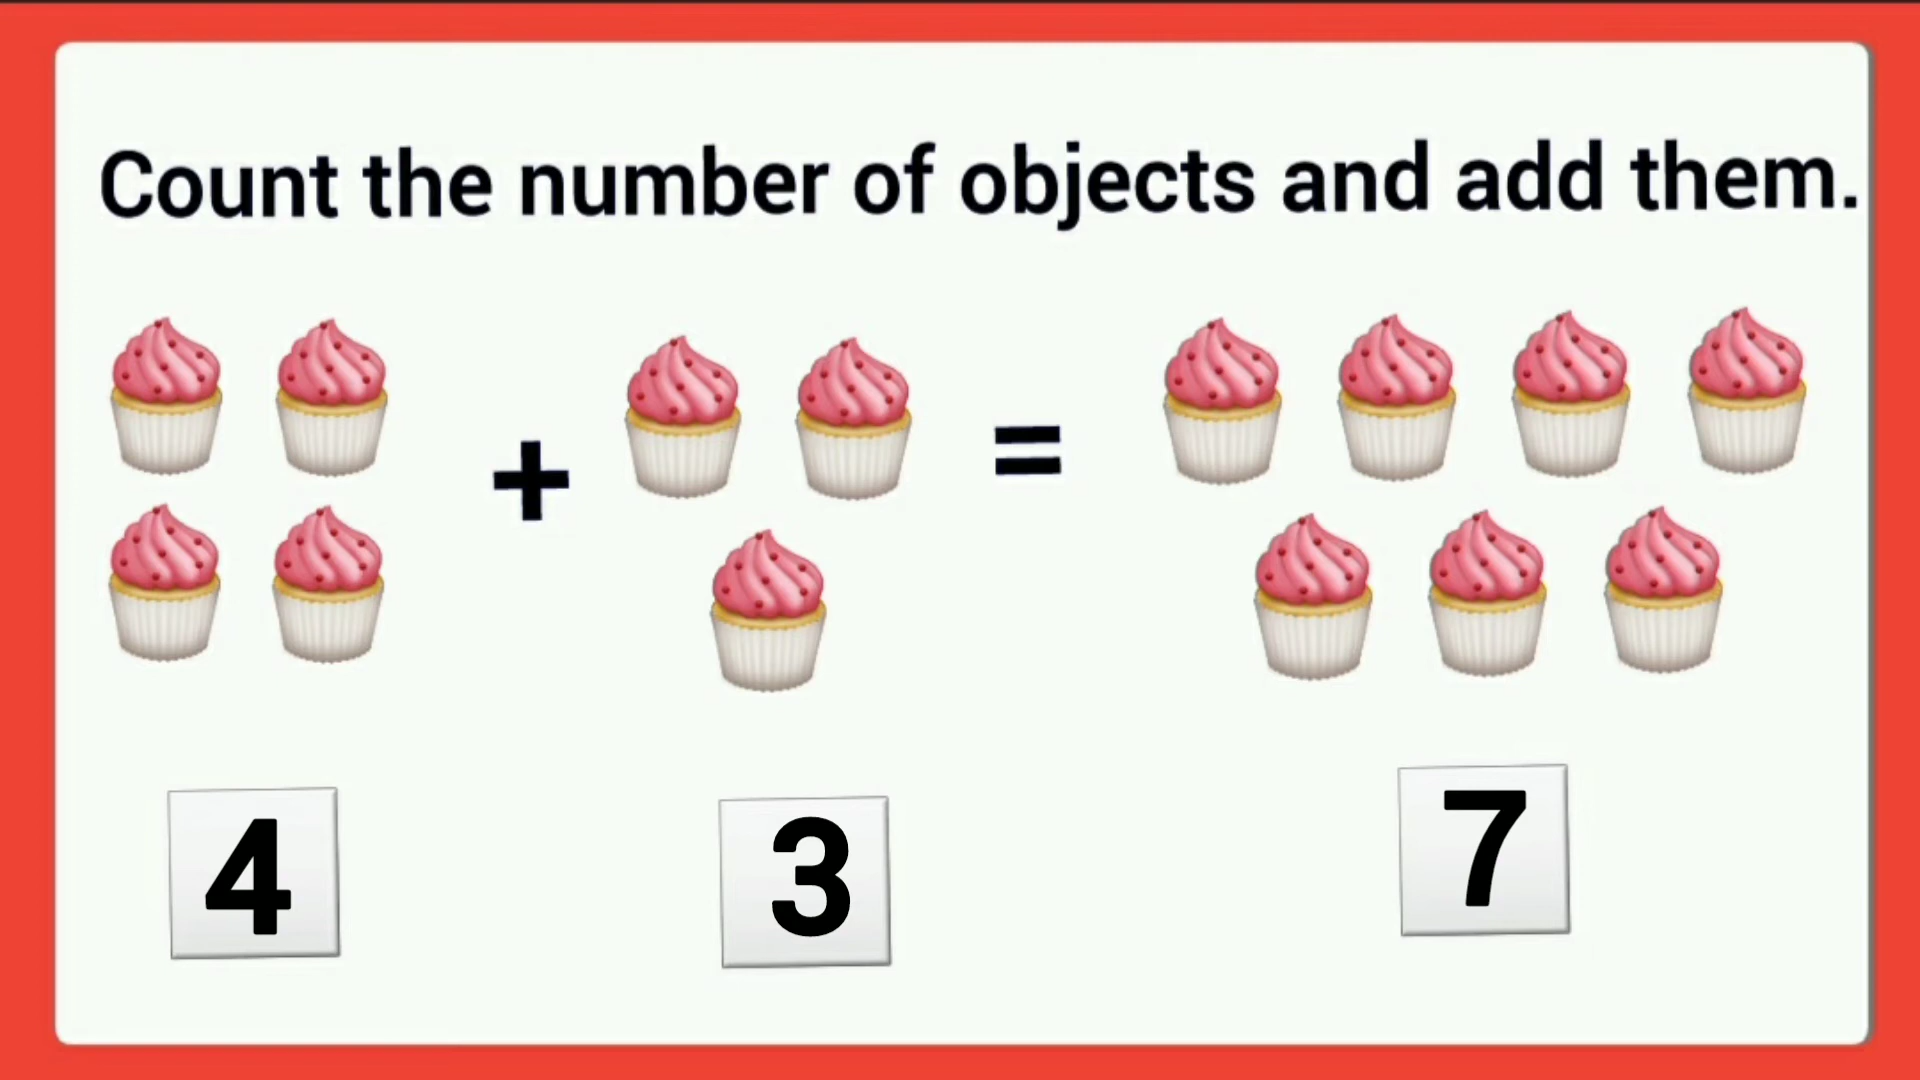 Count the number of objects and add them.
+ =
4 3 7